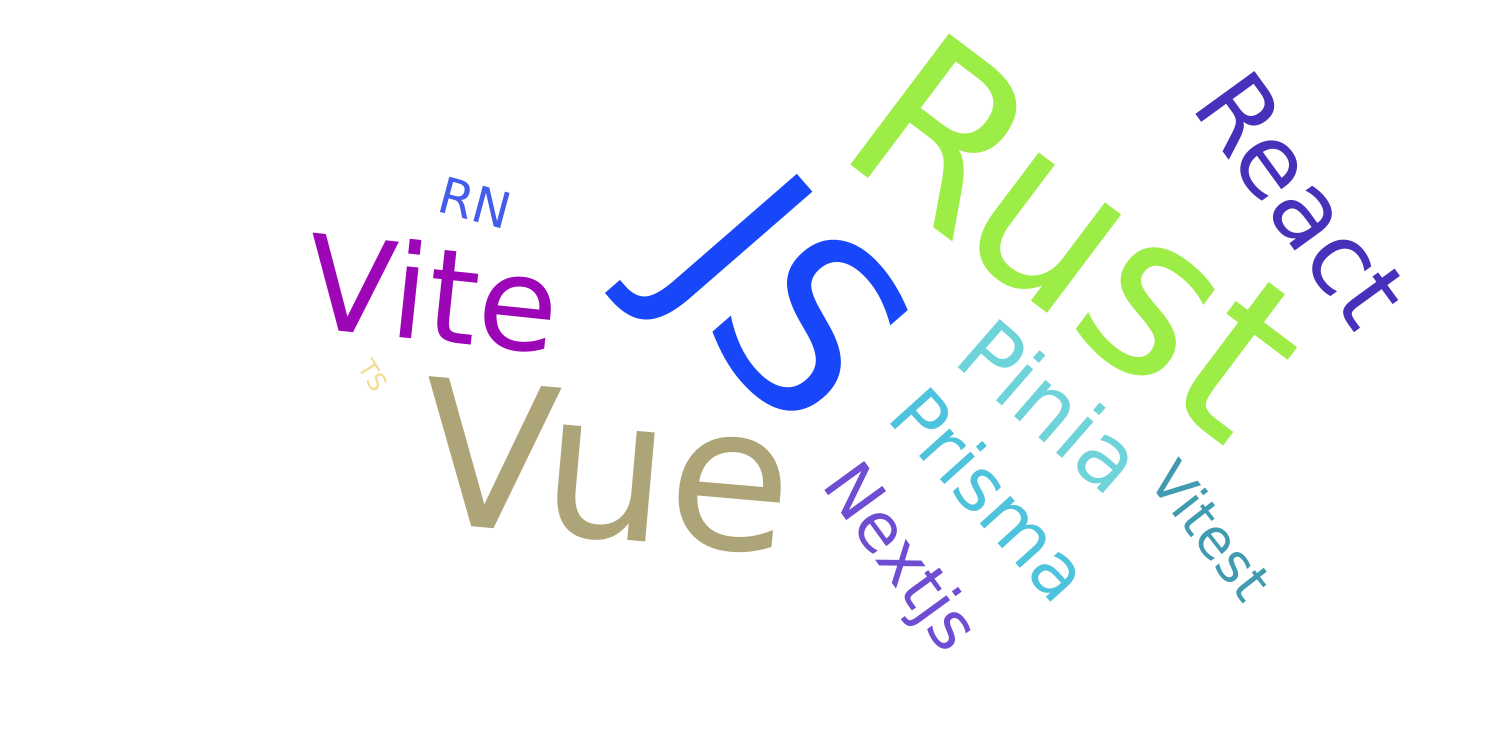 Rust
React
JS
RN
Vite
Pinia
TS
Vue
Prisma
Nextjs
Vitest